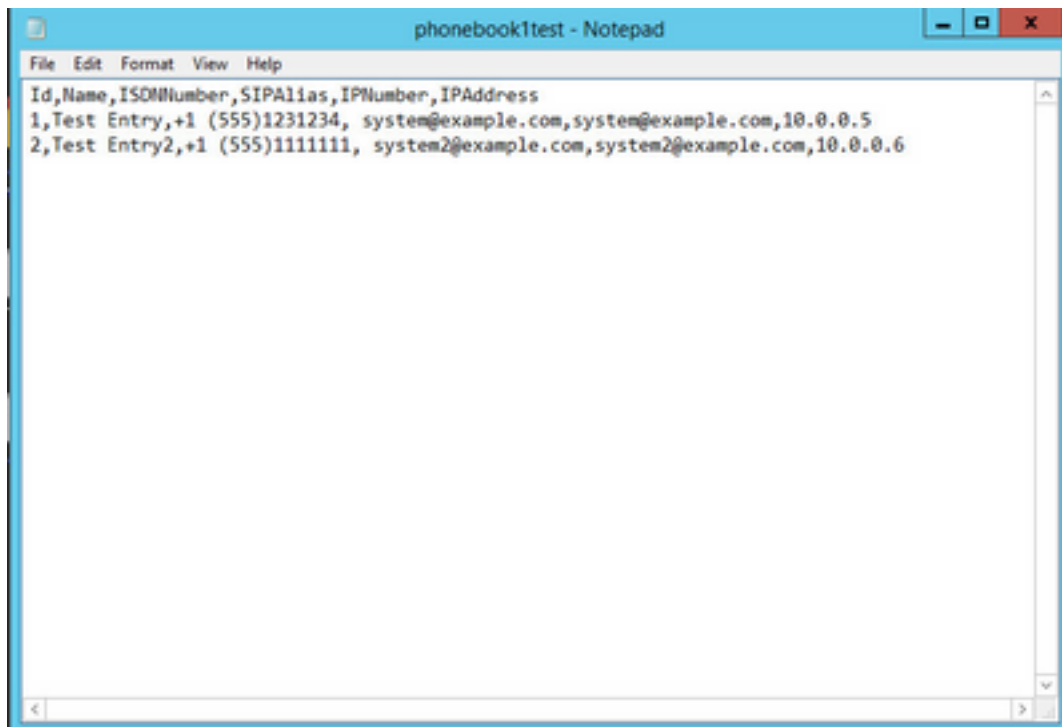 phonebook1test - Notepad
File Edit Format View Help
Id,Name,ISDNNumber,SIPAlias,IPNumber,IPAddress
1,Test Entry,+1 (555)1231234, system@example.com,system@example.com,10.0.0.5
2,Test Entry2,+1 (555)1111111, system2@example.com,system2@example.com,10.0.0.6